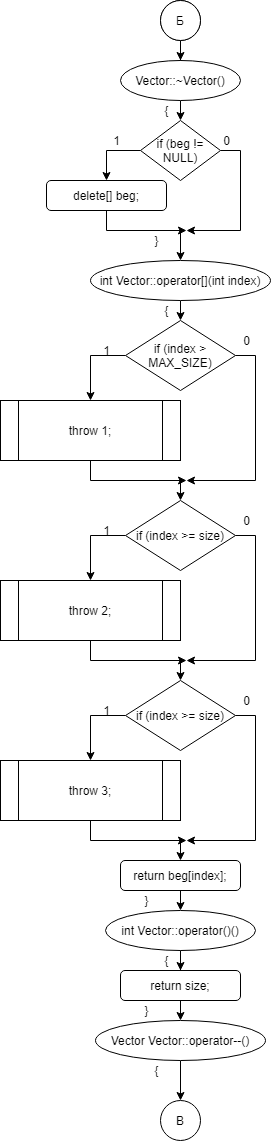 Б
Vector::~Vector()
{
if (beg !=
NULL)
1
0
delete[] beg;
}
int Vector::operator[](int index)
{
if (index >
MAX_SIZE)
1
0
throw 1;
if (index >= size)
1
0
throw 2;
if (index >= size)
1
0
throw 3;
return beg[index];
}
int Vector::operator()()
{
return size;
}
Vector Vector::operator--()
{
В